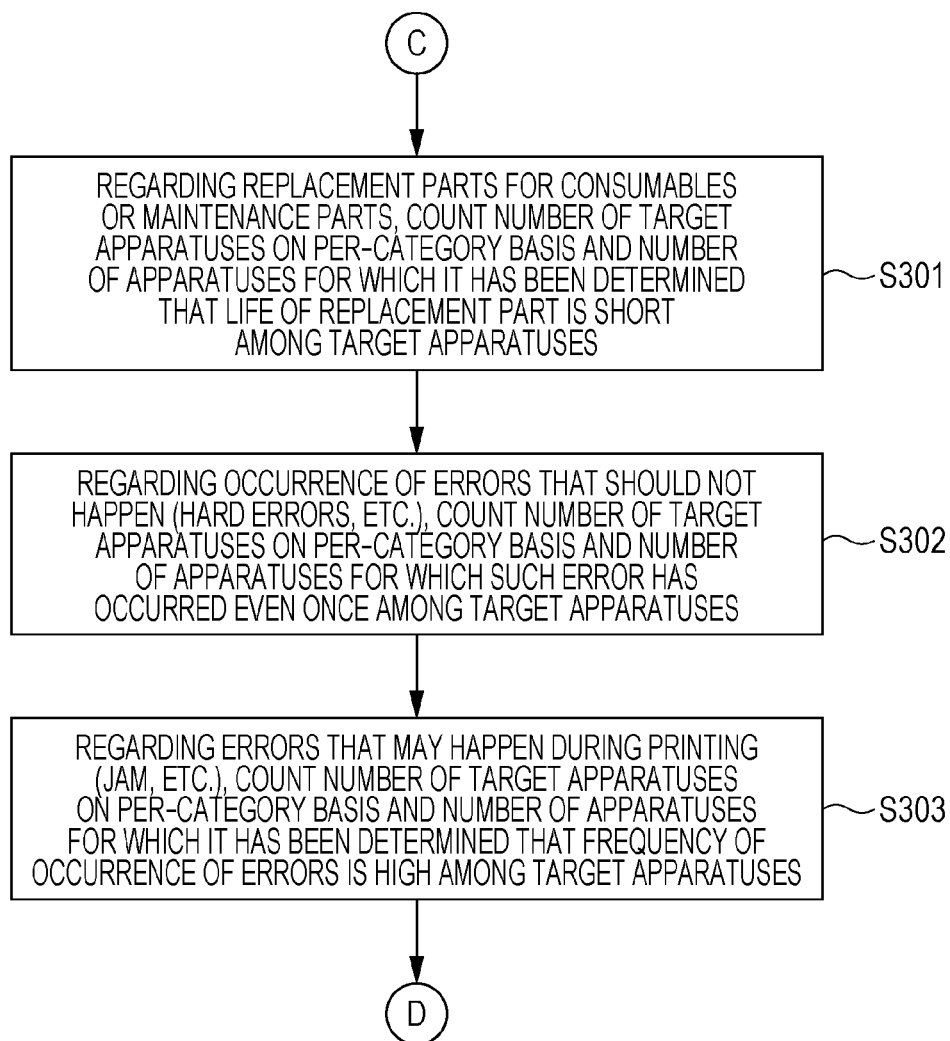 C
REGARDING REPLACEMENT PARTS FOR CONSUMABLES
OR MAINTENANCE PARTS, COUNT NUMBER OF TARGET
APPARATUSES ON PER-CATEGORY BASIS AND NUMBER
OF APPARATUSES FOR WHICH IT HAS BEEN DETERMINED
THAT LIFE OF REPLACEMENT PART IS SHORT
AMONG TARGET APPARATUSES
S301
REGARDING OCCURRENCE OF ERRORS THAT SHOULD NOT
HAPPEN (HARD ERRORS, ETC.), COUNT NUMBER OF TARGET
APPARATUSES ON PER-CATEGORY BASIS AND NUMBER
OF APPARATUSES FOR WHICH SUCH ERROR HAS
OCCURRED EVEN ONCE AMONG TARGET APPARATUSES
S302
REGARDING ERRORS THAT MAY HAPPEN DURING PRINTING
(JAM, ETC.), COUNT NUMBER OF TARGET APPARATUSES
ON PER-CATEGORY BASIS AND NUMBER OF APPARATUSES
FOR WHICH IT HAS BEEN DETERMINED THAT FREQUENCY OF
OCCURRENCE OF ERRORS IS HIGH AMONG TARGET APPARATUSES
S303
D